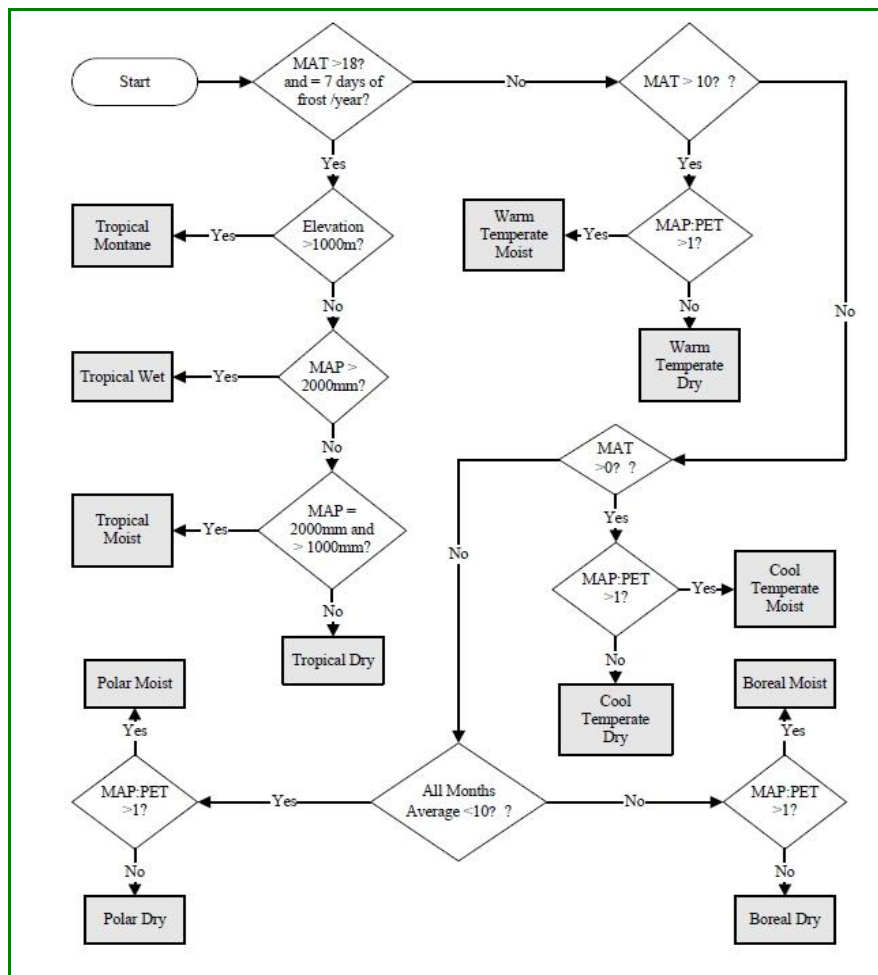 Start
MAT >18?
and = 7 days of
frost /year?
No
MAT > 10?  ?
Yes
Yes
Tropical
Montane
Yes
Elevation
>1000m?
Warm
Temperate
Moist
Yes
MAP:PET
>1?
No
No
No
Tropical Wet
Yes
MAP >
2000mm?
Warm
Temperate
Dry
No
MAT
>0?  ?
Tropical
Moist
Yes
MAP =
2000mm and
> 1000mm?
Yes
No
MAP:PET
>1?
Yes
Cool
Temperate
Moist
No
Tropical Dry
No
Polar Moist
Cool
Temperate
Dry
Boreal Moist
Yes
Yes
MAP:PET
>1?
Yes
All Months
Average <10?  ?
No
MAP:PET
>1?
No
No
Polar Dry
Boreal Dry